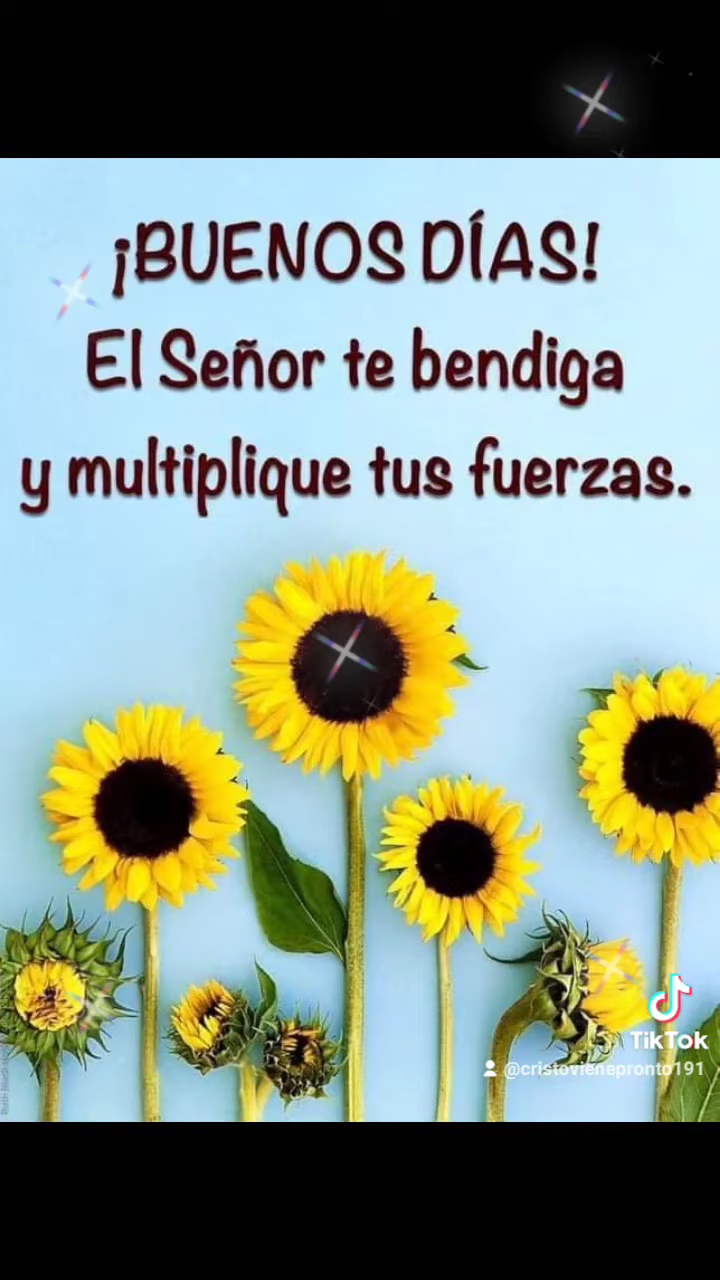 ¡BUENOS DÍAS!
El Señor te bendiga
y multiplique tus fuerzas.
TikTok
@cristovienepronto191